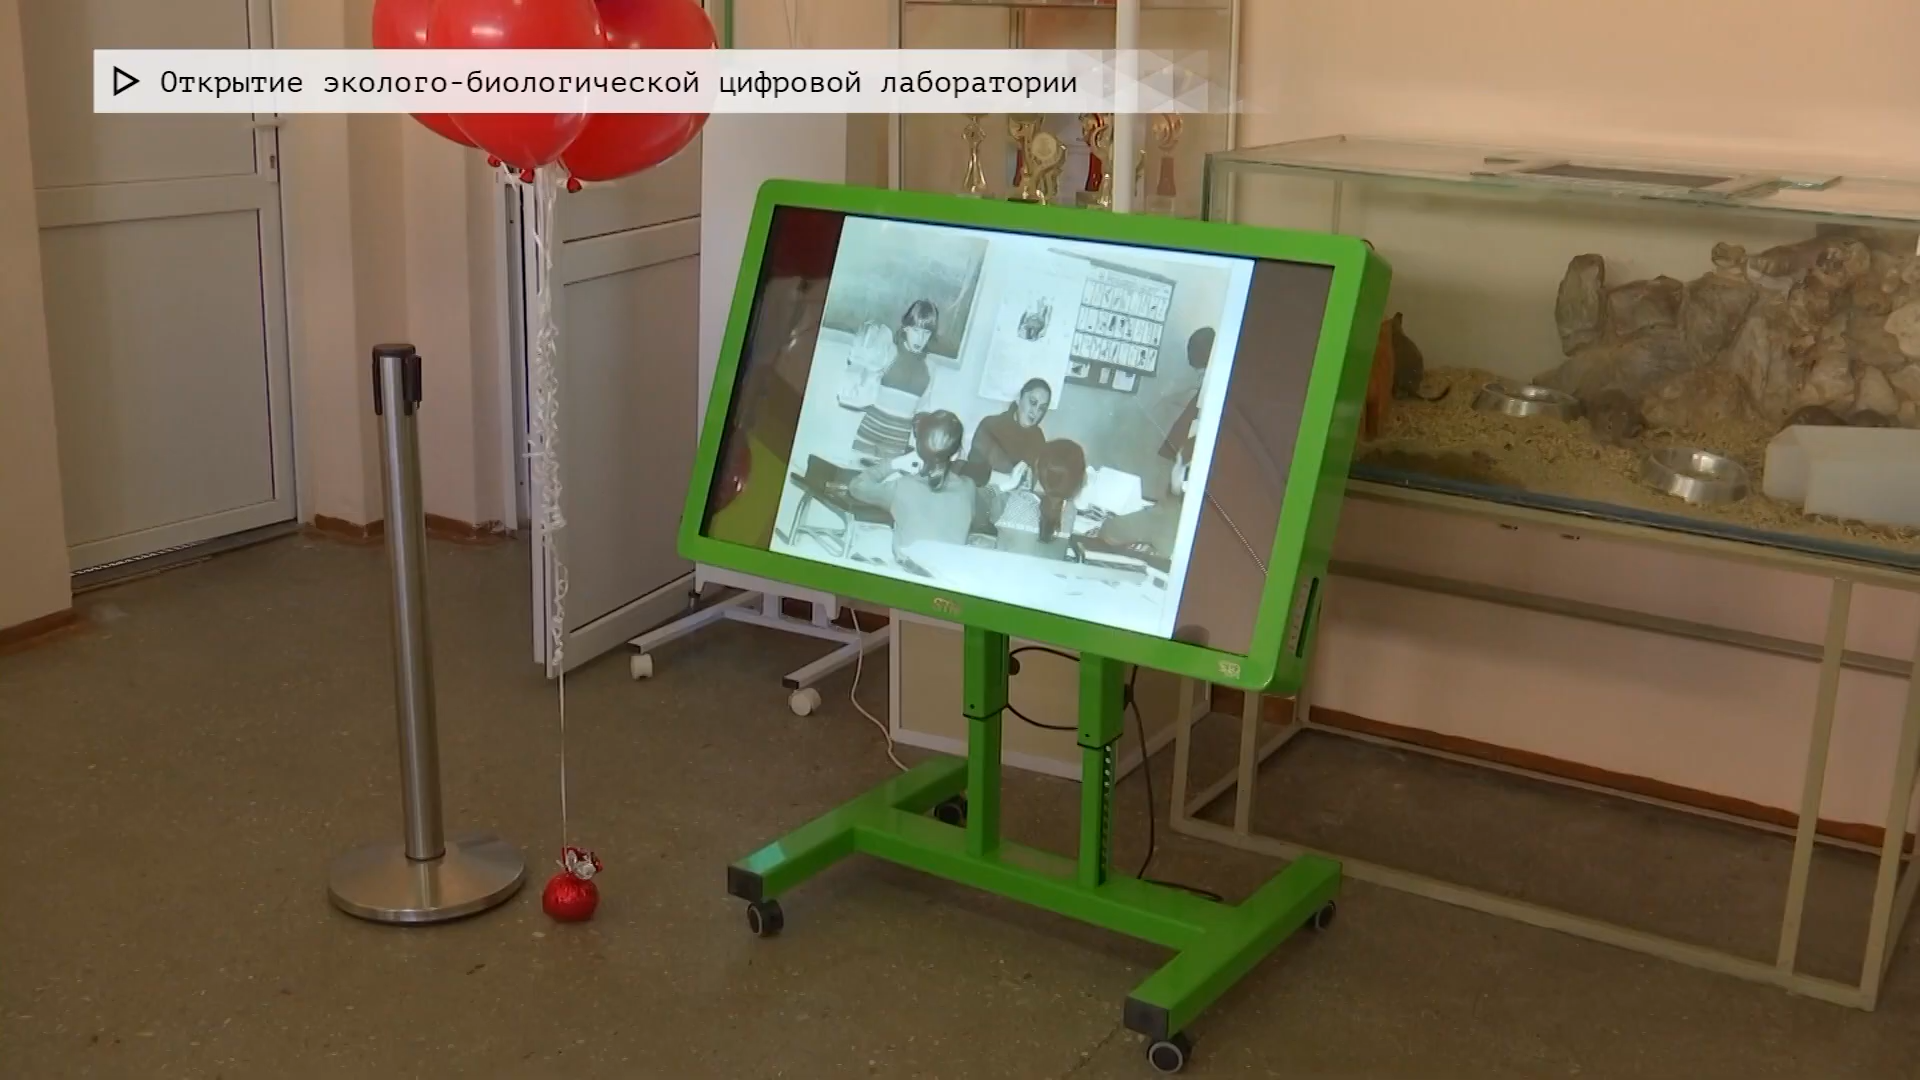 Открытие эколого-биологической цифровой лаборатории